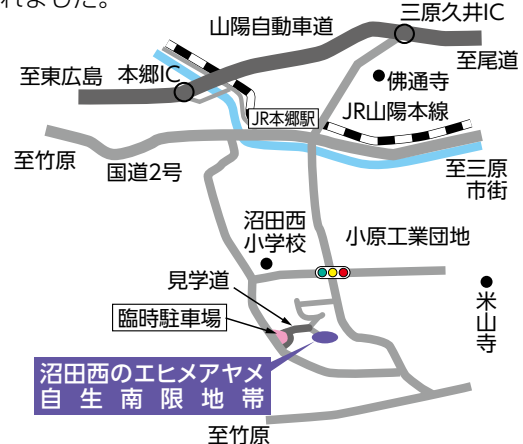 れました。
三原久井IC
山陽自動車道
至尾道
本郷IC
至東広島
佛通寺
JR本郷駅
JR山陽本線
至竹原
国道2号
至三原
市街
沼田西
小学校
小原工業団地
見学道
臨時駐車場
米山寺
沼田西のエヒメアヤメ
自生南限地帯
至竹原